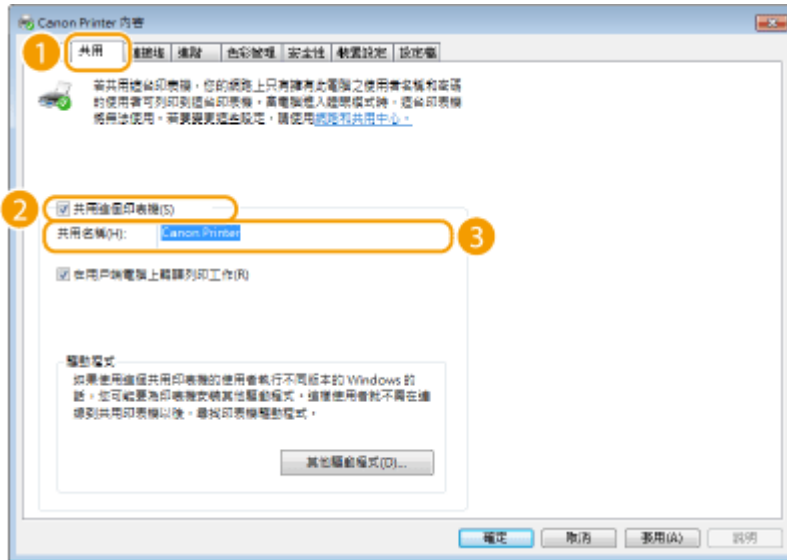 Canon Printer 內容
1
共用 連接埠 進階 色彩管理 安全性 裝置設定 設定檔
若共用這台印表機，您的網路上只有擁有此電腦之使用者名稱和密碼
的使用者可列印到這台印表機。當電腦進入睡眠模式時，這台印表機
將無法使用。若要變更這些設定，請使用網路和共用中心。
2
共用這個印表機(S)
共用名稱(H): Canon Printer
3
在用戶端電腦上轉譯列印工作(R)
驅動程式
如果使用這個共用印表機的使用者執行不同版本的 Windows 的
話，您可能要為印表機安裝其他驅動程式，這樣使用者就不需在連
線到共用印表機以後，尋找印表機驅動程式。
其他驅動程式(D)...
確定 取消 套用(A) 說明